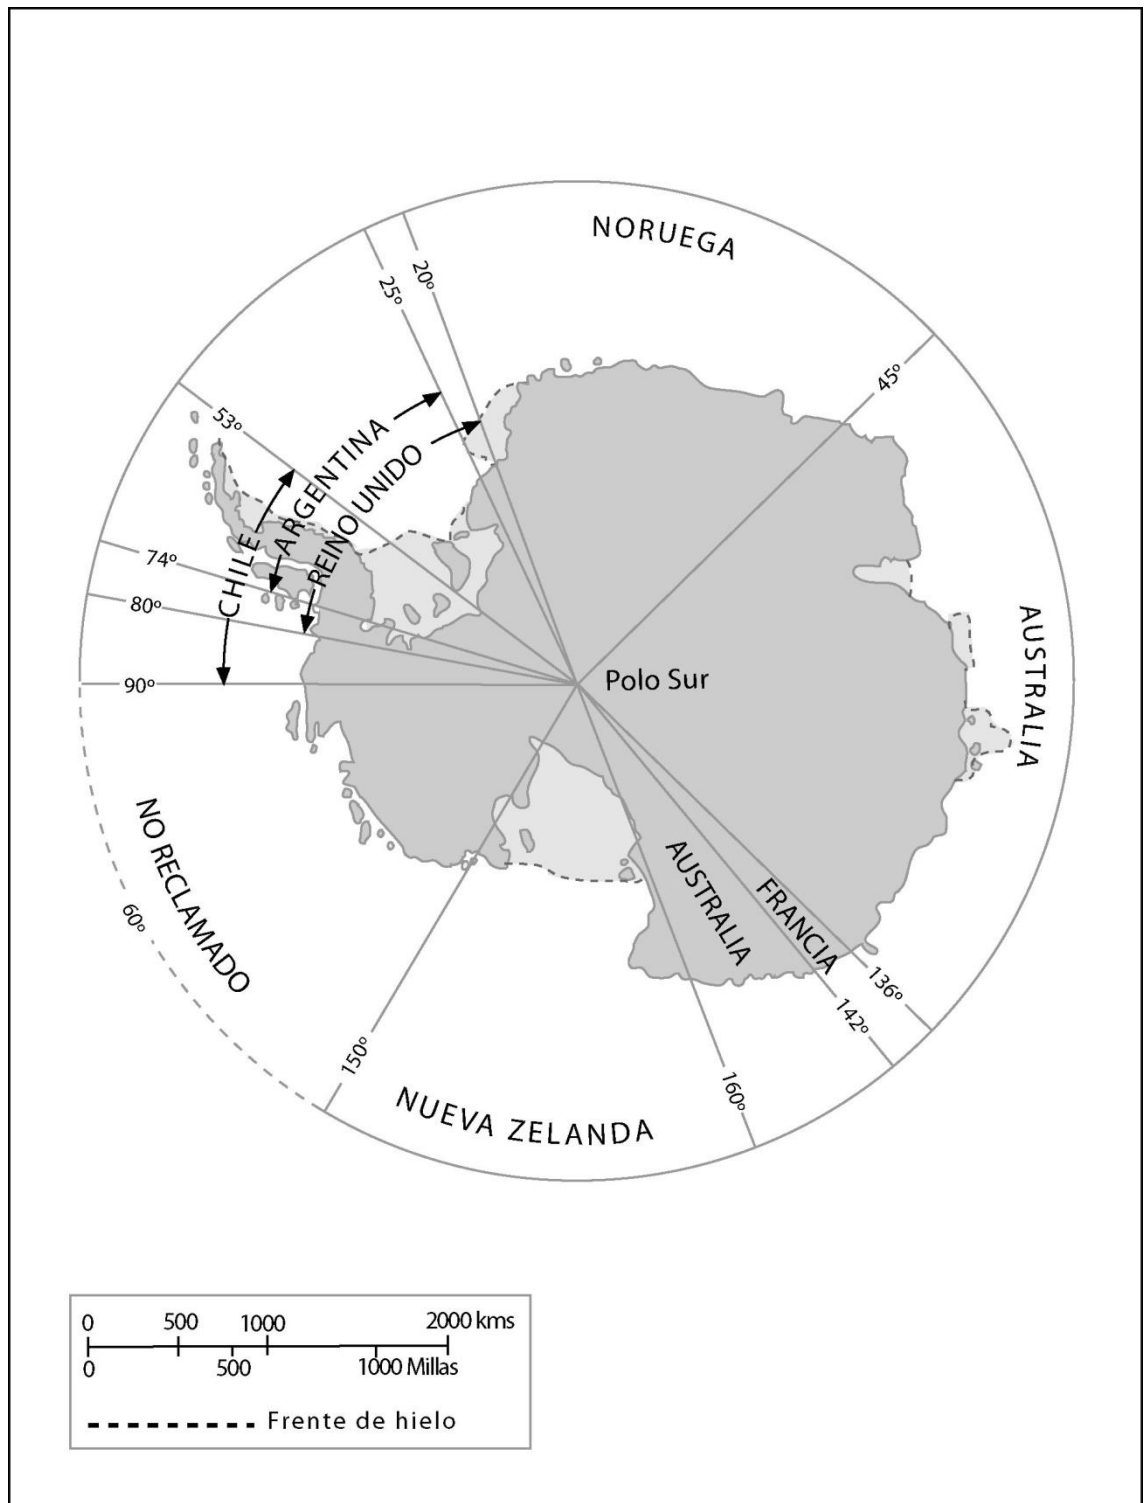 NORUEGA
20º
25º
45º
53º
ARGENTINA
REINO UNIDO
CHILE
74º
80º
90º
Polo Sur
AUSTRALIA
NO RECLAMADO
60º
AUSTRALIA
FRANCIA
136º
142º
150º
160º
NUEVA ZELANDA
0 500 1000 2000 kms
0 500 1000 Millas
Frente de hielo